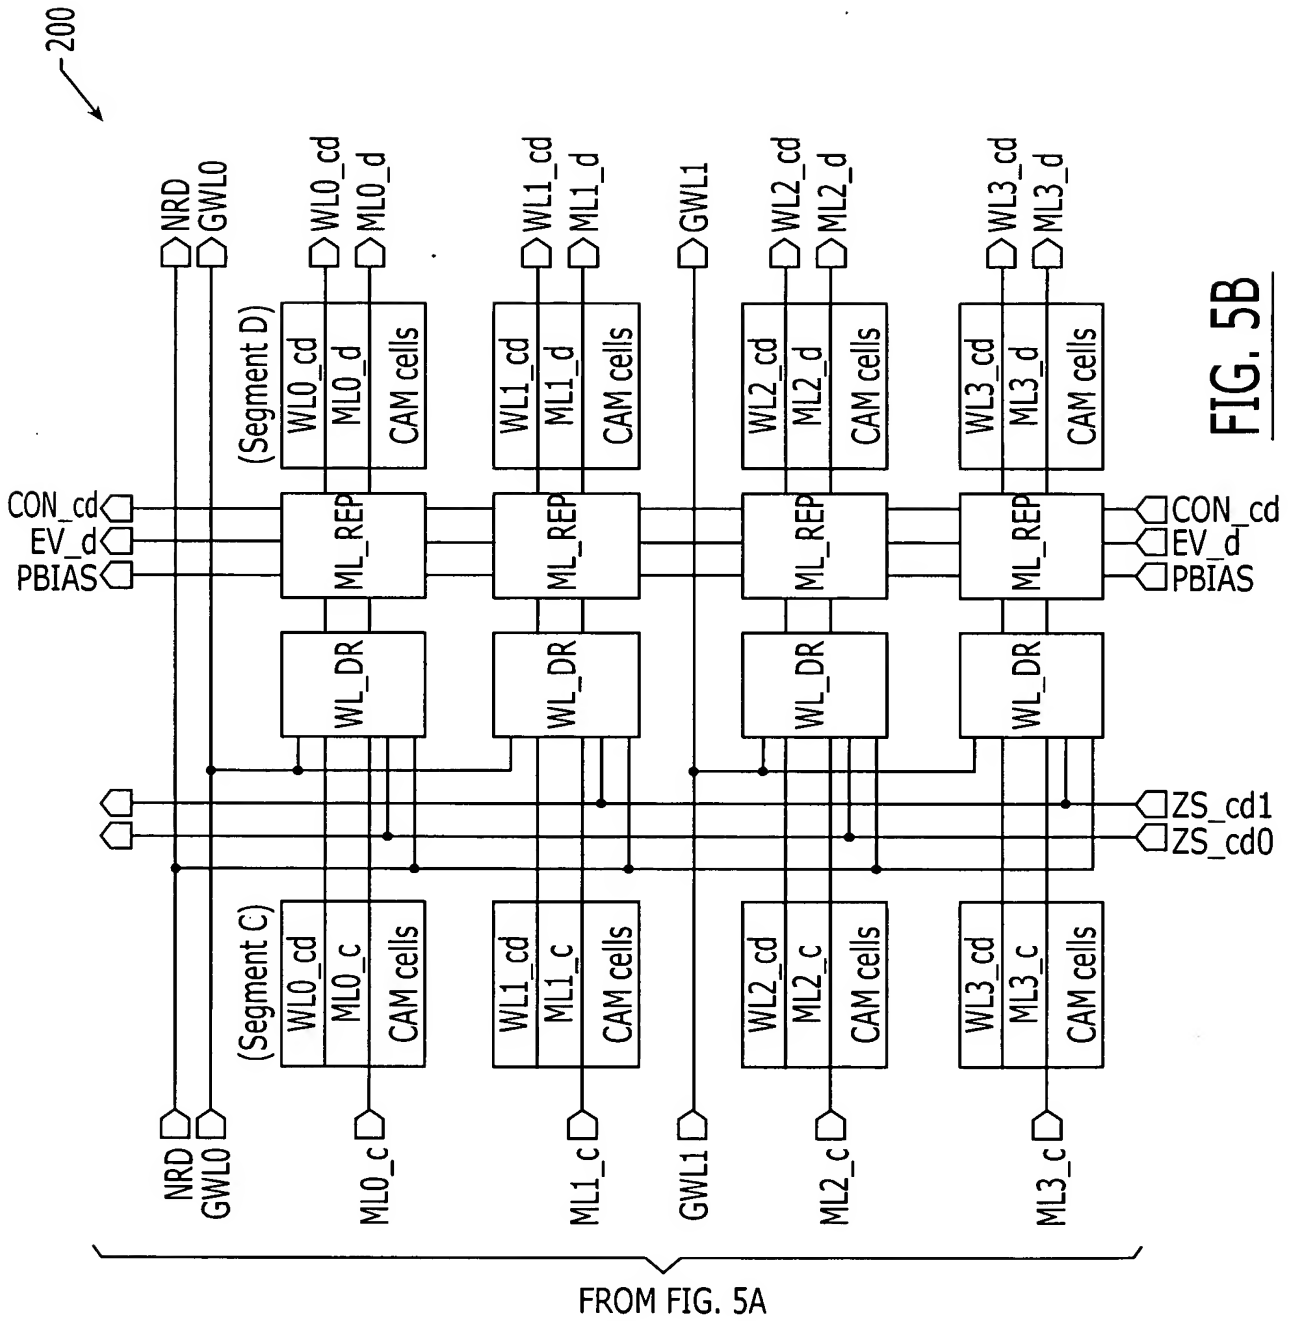 200
NRD
GWL0
WL0_cd
ML0_d
WL1_cd
ML1_d
GWL1
WL2_cd
ML2_d
WL3_cd
ML3_d
(Segment D)
WL0_cd
ML0_d
CAM cells
WL1_cd
ML1_d
CAM cells
WL2_cd
ML2_d
CAM cells
WL3_cd
ML3_d
CAM cells
CON_cd
EV_d
PBIAS
ML_REP
ML_REP
ML_REP
ML_REP
CON_cd
EV_d
PBIAS
WL_DR
WL_DR
WL_DR
WL_DR
ZS_cd1
ZS_cd0
(Segment C)
WL0_cd
ML0_c
CAM cells
WL1_cd
ML1_c
CAM cells
WL2_cd
ML2_c
CAM cells
WL3_cd
ML3_c
CAM cells
NRD
GWL0
ML0_c
ML1_c
GWL1
ML2_c
ML3_c
FROM FIG. 5A
FIG. 5B